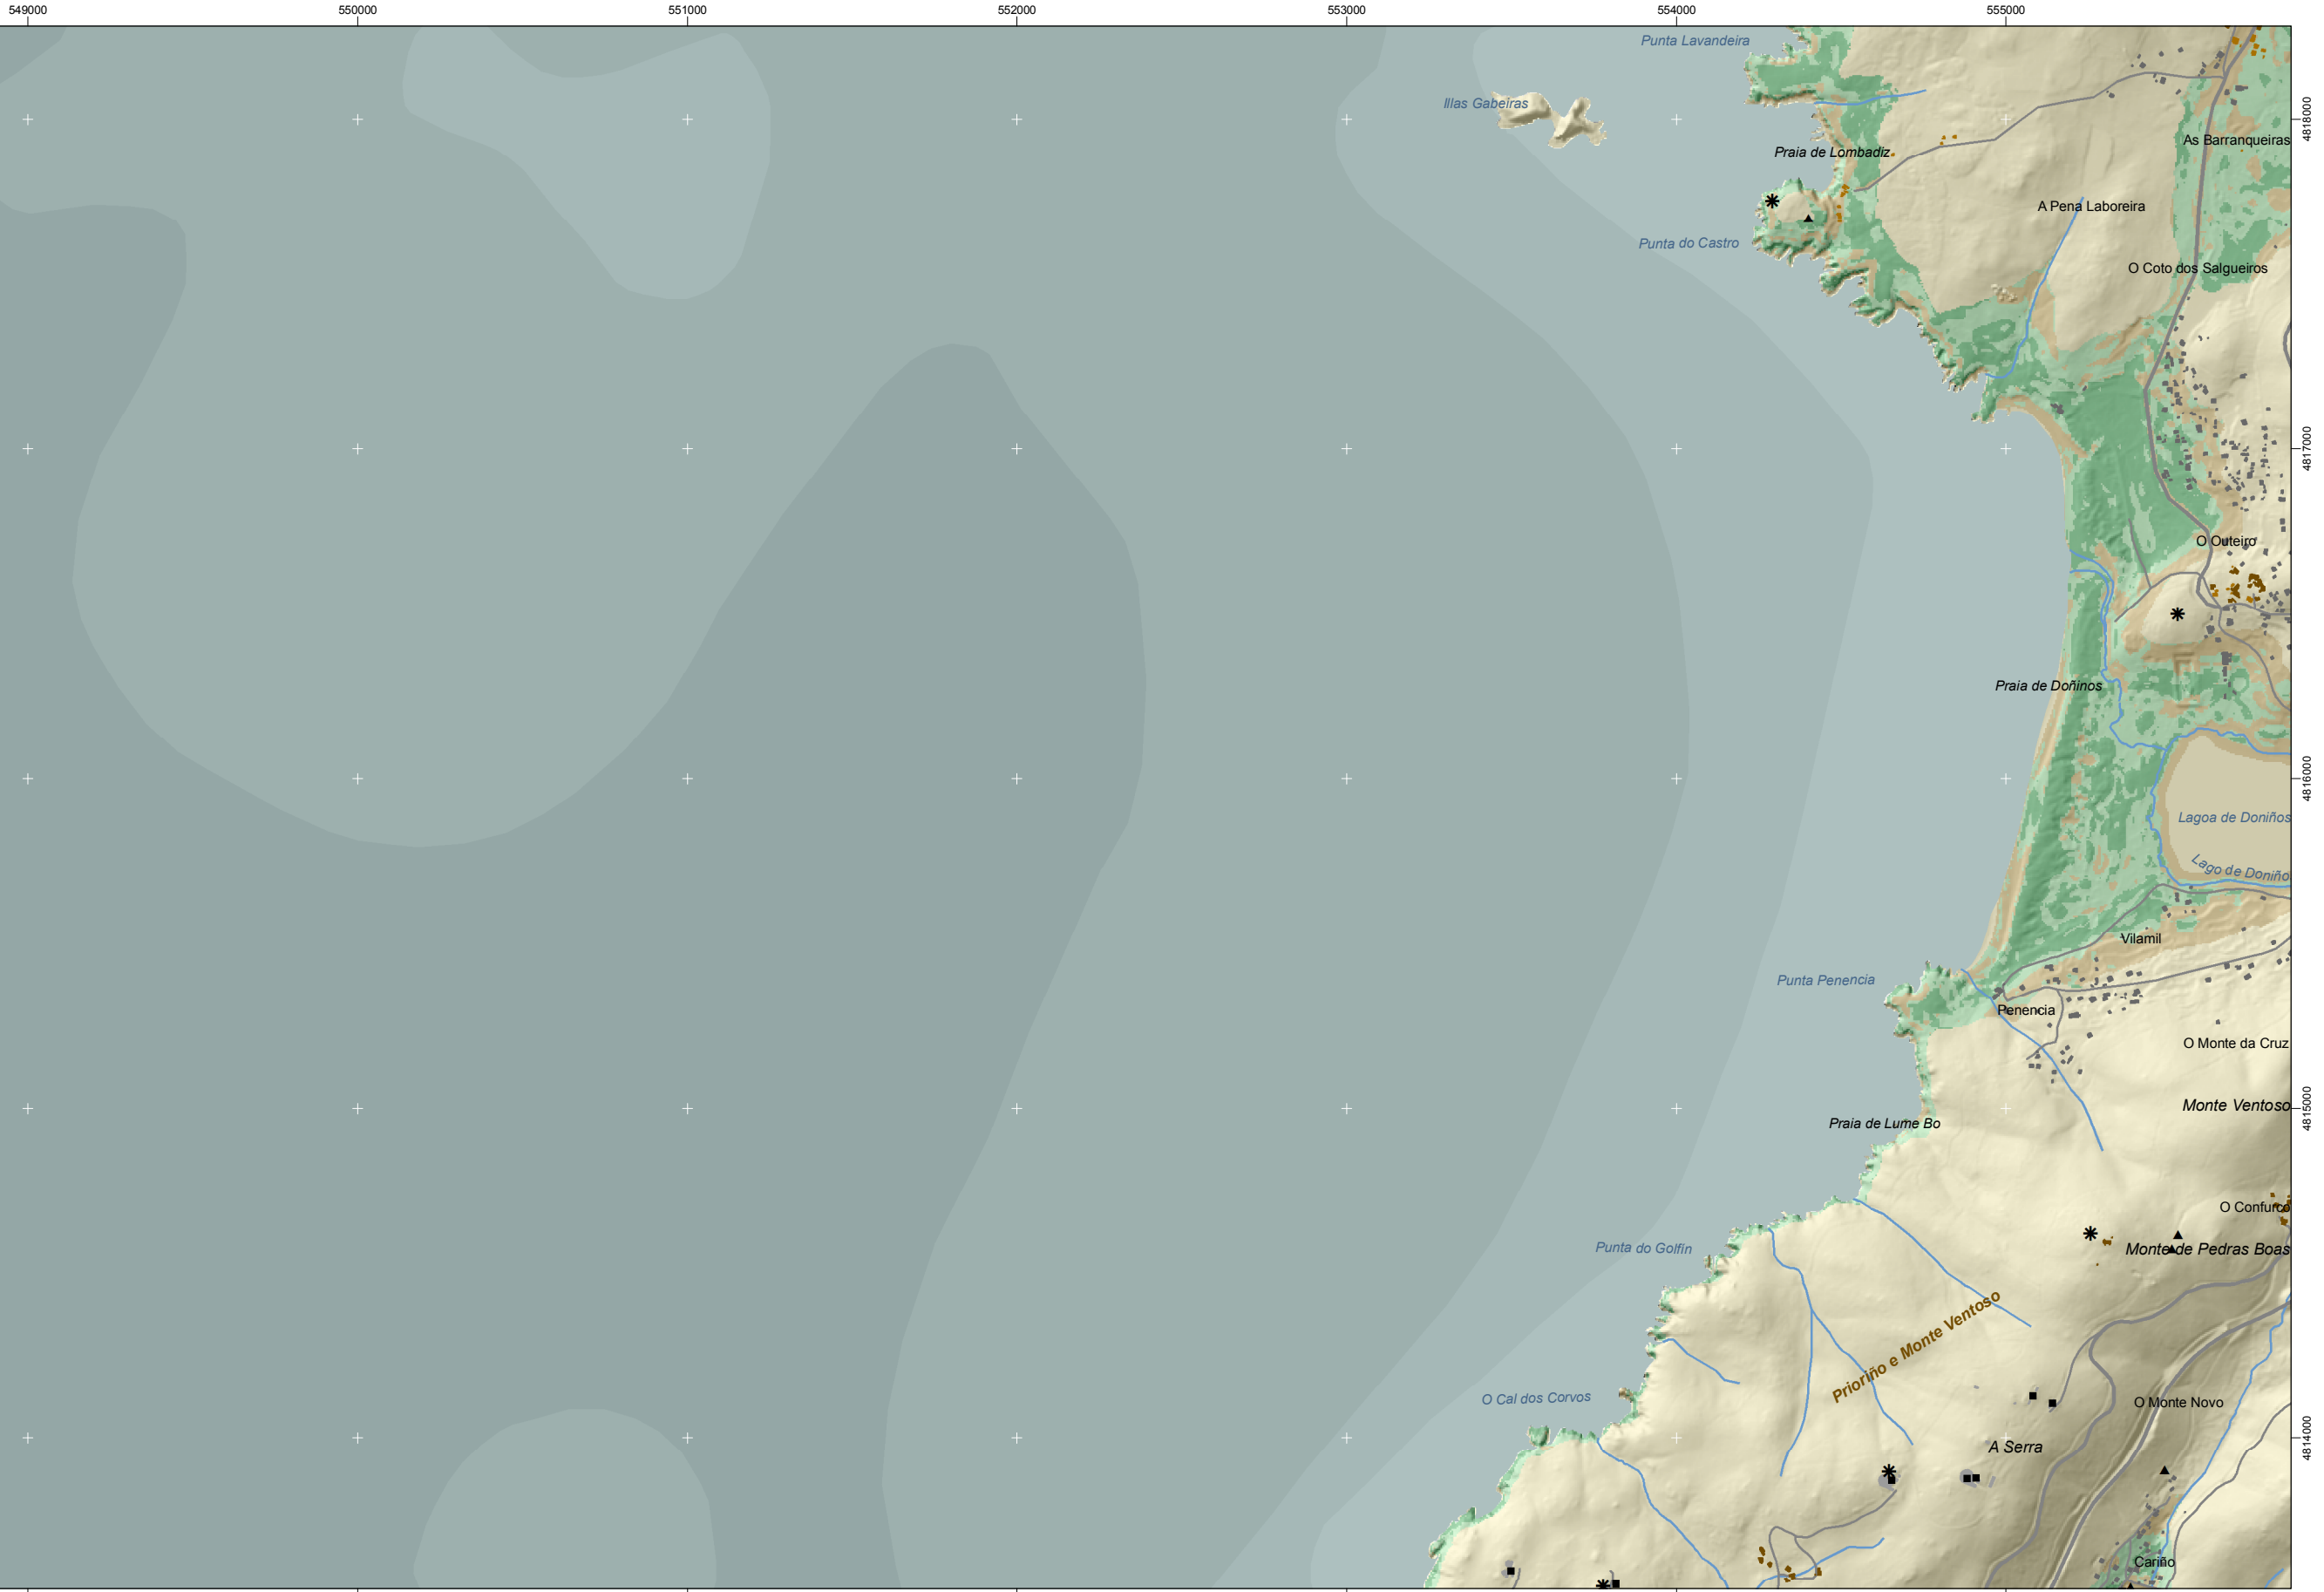 549000
550000
551000
552000
553000
554000
555000
Punta Lavandeira
Illas Gabeiras
4818000
As Barranqueiras
Praia de Lombadiz
A Pena Laboreira
Punta do Castro
O Coto dos Salgueiros
4817000
O Outeiro
Praia de Doñinos
4816000
Lagoa de Doniños
Lago de Doniño
Vilamil
Punta Penencia
Penencia
O Monte da Cruz
Monte Ventoso
4815000
Praia de Lume Bo
O Confurco
Punta do Golfín
Monte de Pedras Boas
Prioriño e Monte Ventoso
O Cal dos Corvos
O Monte Novo
4814000
A Serra
Cariño